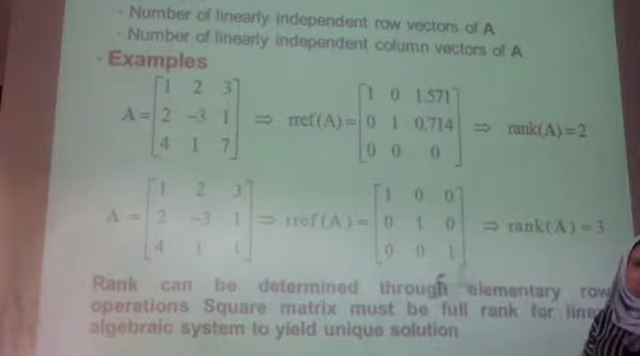 - Number of linearly independent row vectors of A
- Number of linearly independent column vectors of A
- Examples
A = [1 2 3; 2 -3 1; 4 1 7] ⇒ rref(A) = [1 0 1.571; 0 1 0.714; 0 0 0] ⇒ rank(A) = 2
A = [1 2 3; 2 -3 1; 4 1 1] ⇒ rref(A) = [1 0 0; 0 1 0; 0 0 1] ⇒ rank(A) = 3
Rank can be determined through elementary row
operations Square matrix must be full rank for
algebraic system to yield unique solution